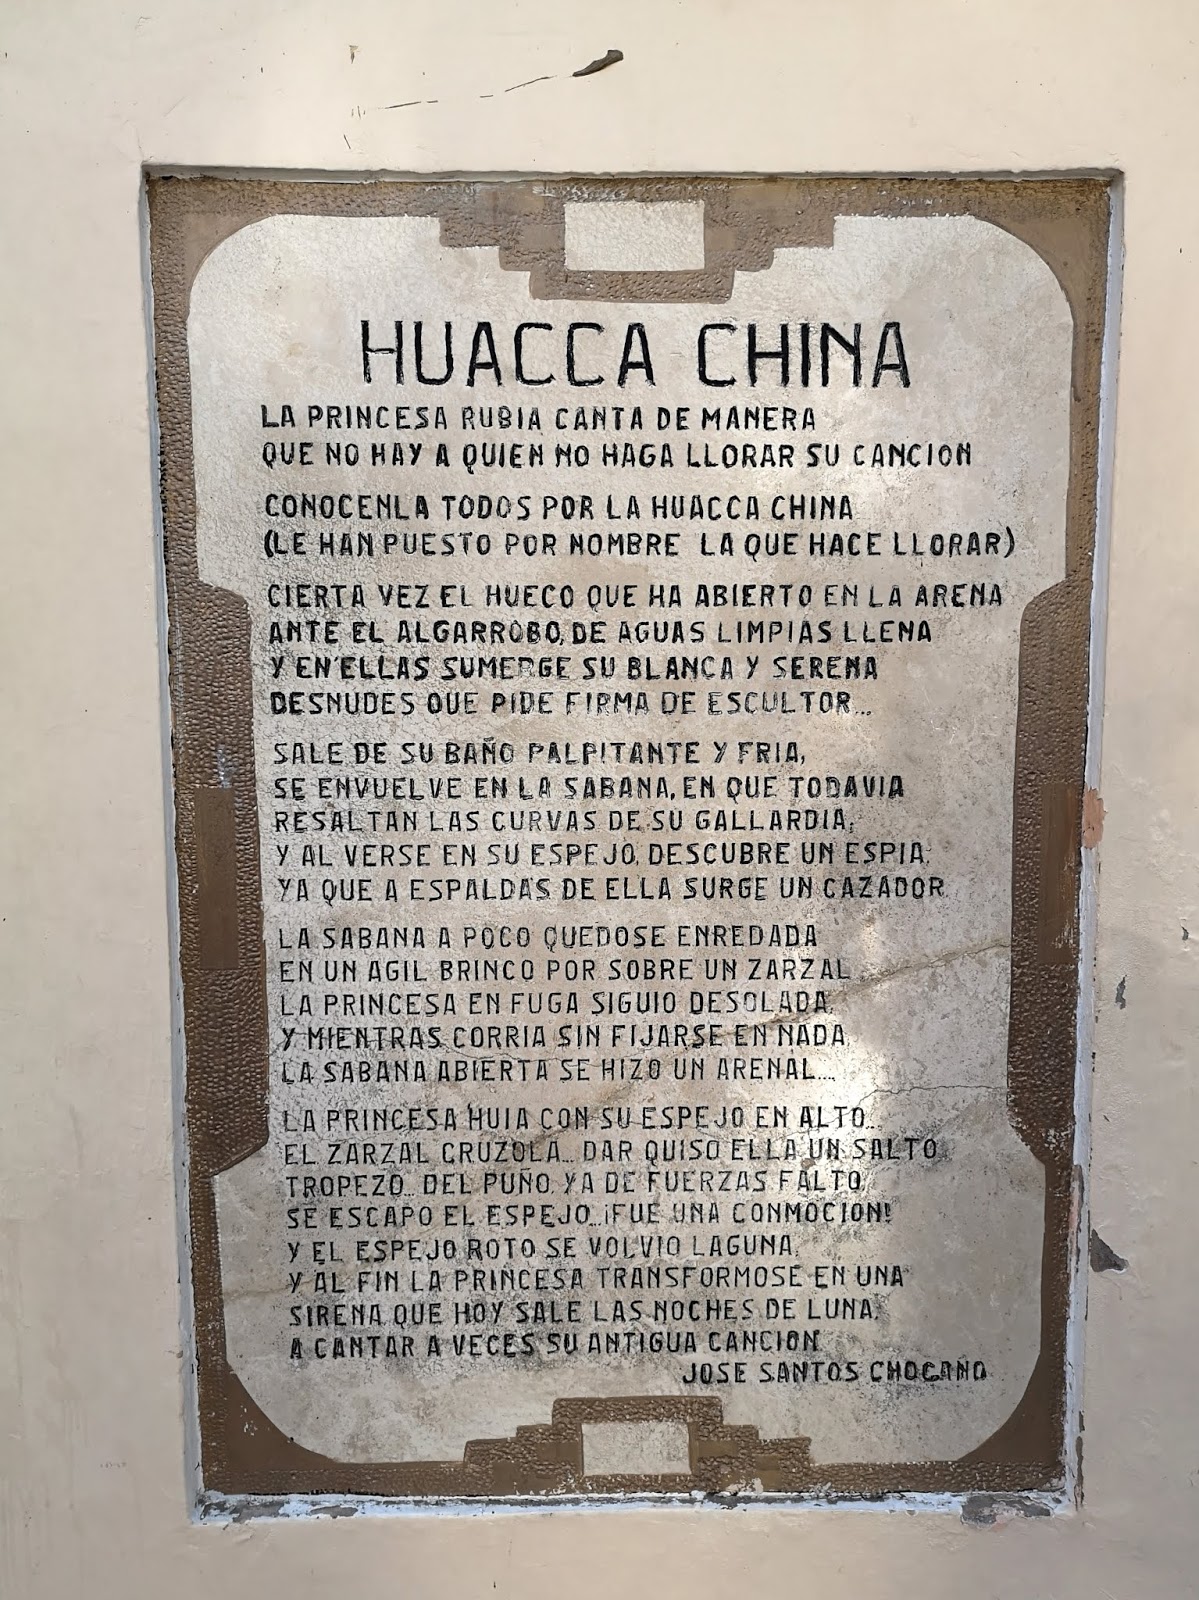 HUACCA CHINA
LA PRINCESA RUBIA CANTA DE MANERA
QUE NO HAY A QUIEN NO HAGA LLORAR SU CANCION
CONOCENLA TODOS POR LA HUACCA CHINA
(LE HAN PUESTO POR NOMBRE LA QUE HACE LLORAR)
CIERTA VEZ EL HUECO QUE HA ABIERTO EN LA ARENA
ANTE EL ALGARROBO, DE AGUAS LIMPIAS LLENA
Y EN ELLAS SUMERGE SU BLANCA Y SERENA
DESNUDES QUE PIDE FIRMA DE ESCULTOR...
SALE DE SU BAÑO PALPITANTE Y FRIA,
SE ENVUELVE EN LA SABANA, EN QUE TODAVIA
RESALTAN LAS CURVAS DE SU GALLARDIA;
Y AL VERSE EN SU ESPEJO, DESCUBRE UN ESPIA;
YA QUE A ESPALDAS DE ELLA SURGE UN CAZADOR
LA SABANA A POCO QUEDOSE ENREDADA
EN UN AGIL BRINCO POR SOBRE UN ZARZAL
LA PRINCESA EN FUGA SIGUIO DESOLADA,
Y MIENTRAS CORRIA SIN FIJARSE EN NADA
LA SABANA ABIERTA SE HIZO UN ARENAL...
LA PRINCESA HUIA CON SU ESPEJO EN ALTO...
EL ZARZAL CRUZOLA... DAR QUISO ELLA UN SALTO
TROPEZO... DEL PUÑO, YA DE FUERZAS FALTO,
SE ESCAPO EL ESPEJO...¡FUE UNA CONMOCION!
Y EL ESPEJO ROTO SE VOLVIO LAGUNA,
Y AL FIN LA PRINCESA TRANSFORMOSE EN UNA
SIRENA QUE HOY SALE LAS NOCHES DE LUNA,
A CANTAR A VECES SU ANTIGUA CANCION
JOSE SANTOS CHOCANO